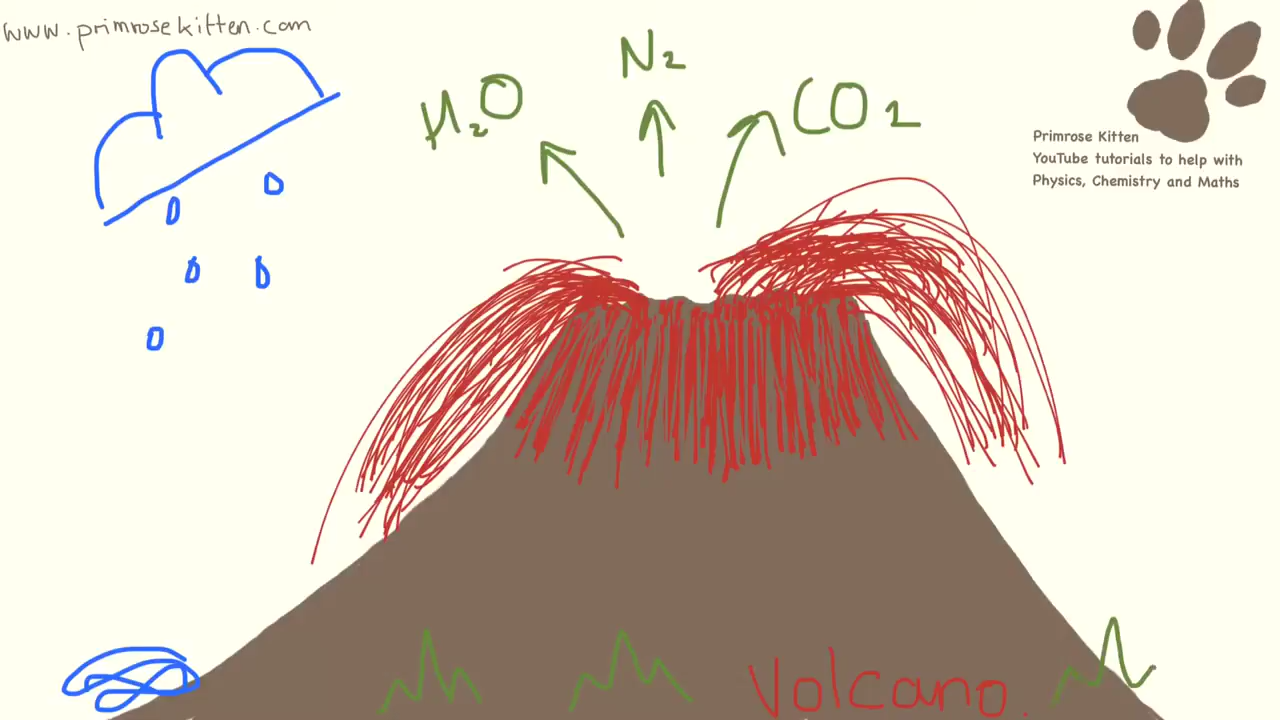 www.primrosekitten.com
N2
H2O
CO2
Primrose Kitten
YouTube tutorials to help with
Physics, Chemistry and Maths
Volcano.